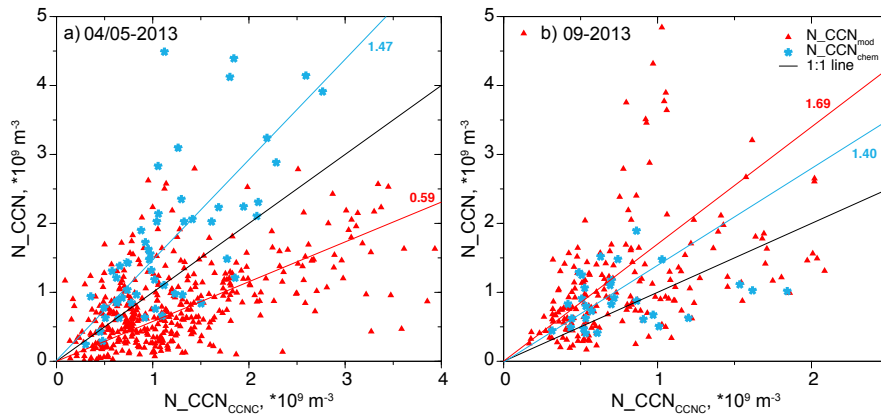 a) 04/05-2013
1.47
0.59
N_CCN, *10⁹ m⁻³
5
4
3
2
1
0
0 1 2 3 4
N_CCN_CCNC, *10⁹ m⁻³
b) 09-2013
N_CCN_mod
N_CCN_chem
1:1 line
1.69
1.40
N_CCN, *10⁹ m⁻³
5
4
3
2
1
0
0 1 2
N_CCN_CCNC, *10⁹ m⁻³